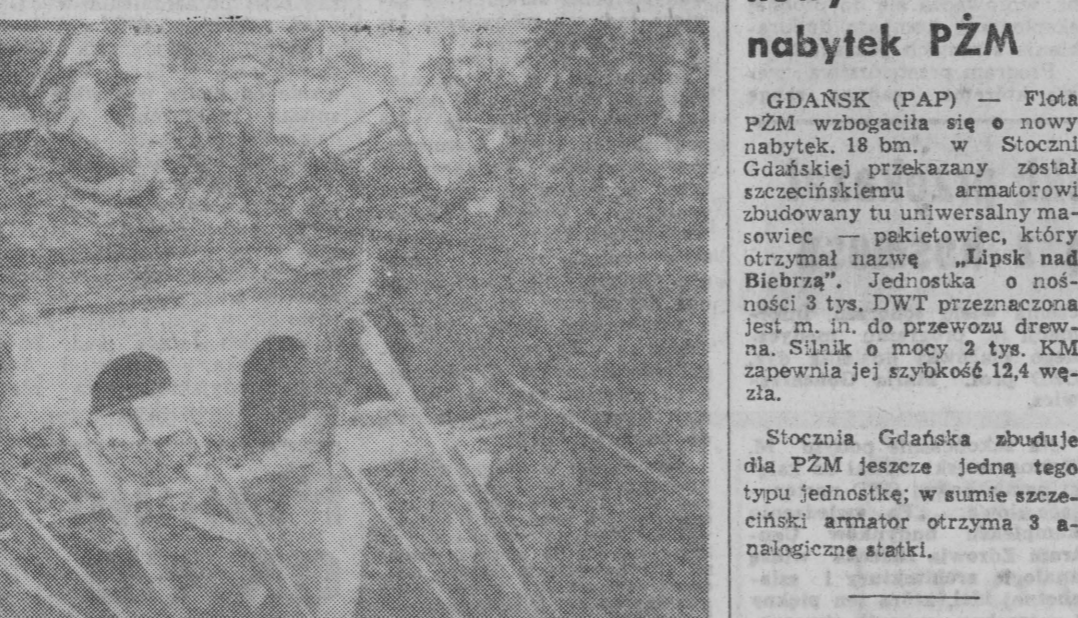 nabytek PŻM
GDAŃSK (PAP) — Flota
PŻM wzbogaciła się o nowy
nabytek. 18 bm. w Stoczni
Gdańskiej przekazany został
szczecińskiemu armatorowi
zbudowany tu uniwersalny ma-
sowiec — pakietowiec, który
otrzymał nazwę „Lipsk nad
Biebrzą”. Jednostka o noś-
ności 3 tys. DWT przeznaczona
jest m. in. do przewozu drew-
na. Silnik o mocy 2 tys. KM
zapewnia jej szybkość 12,4 wę-
zła.
Stocznia Gdańska zbuduje
dla PŻM jeszcze jedną tego
typu jednostkę; w sumie szcze-
ciński armator otrzyma 3 a-
nalogiczne statki.